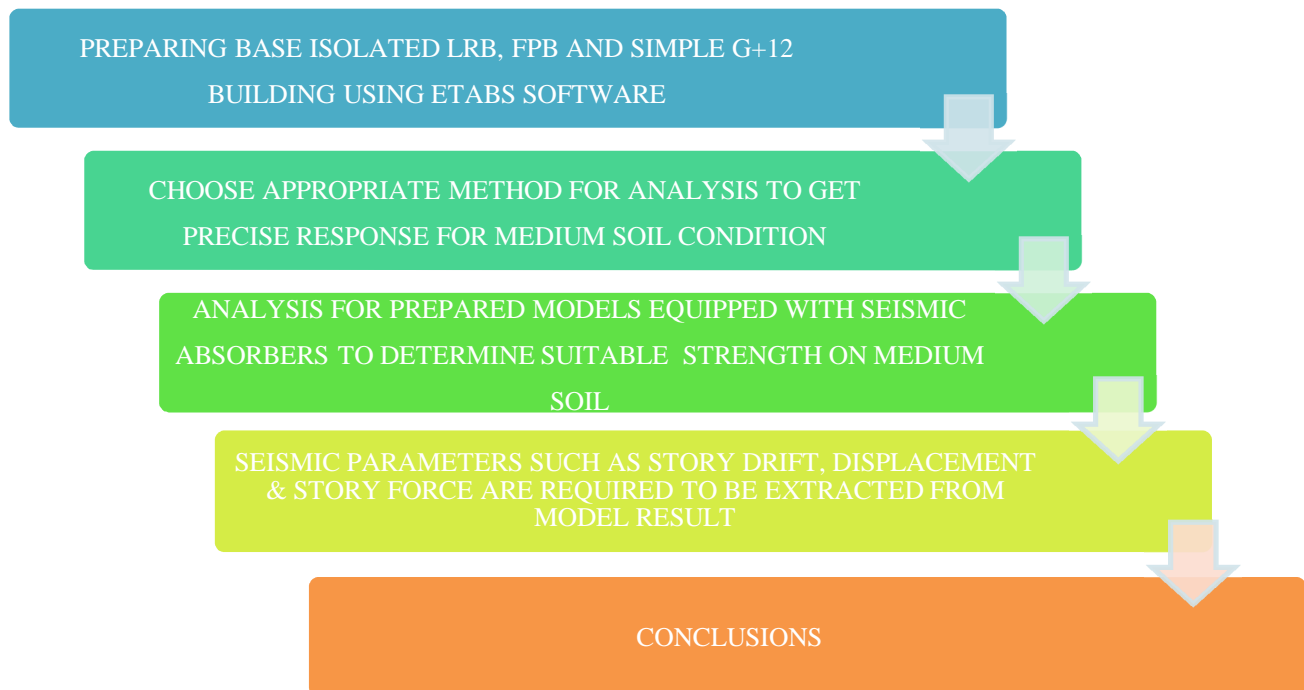 PREPARING BASE ISOLATED LRB, FPB AND SIMPLE G+12
BUILDING USING ETABS SOFTWARE
CHOOSE APPROPRIATE METHOD FOR ANALYSIS TO GET
PRECISE RESPONSE FOR MEDIUM SOIL CONDITION
ANALYSIS FOR PREPARED MODELS EQUIPPED WITH SEISMIC
ABSORBERS TO DETERMINE SUITABLE STRENGTH ON MEDIUM
SOIL
SEISMIC PARAMETERS SUCH AS STORY DRIFT, DISPLACEMENT
& STORY FORCE ARE REQUIRED TO BE EXTRACTED FROM
MODEL RESULT
CONCLUSIONS